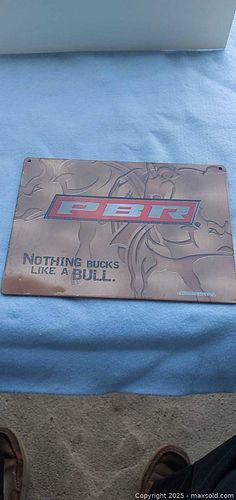 PBR
NOTHING BUCKS
LIKE A BULL.
Copyright © 2025 - maxsold.com